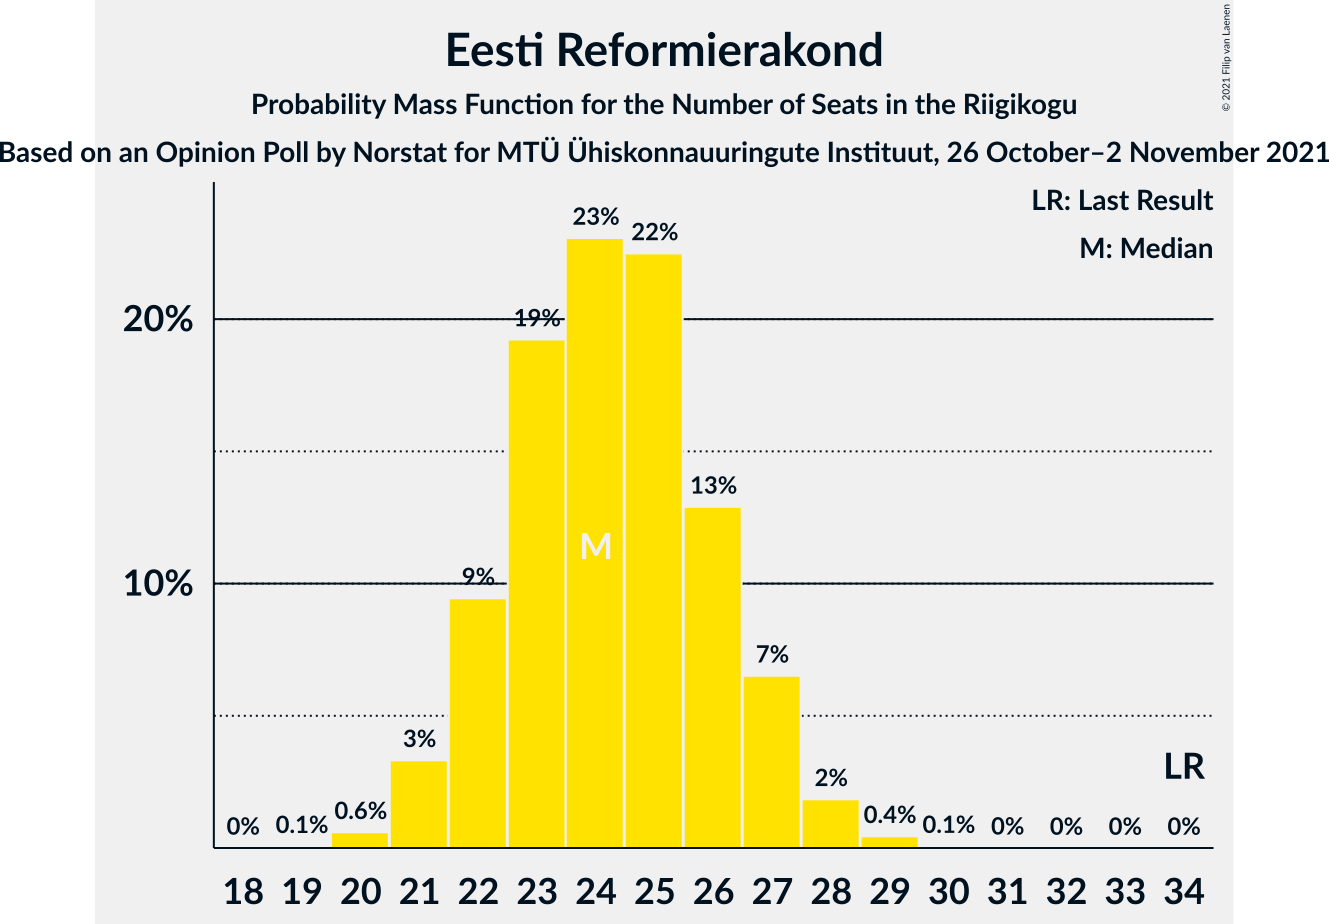 Eesti Reformierakond
Probability Mass Function for the Number of Seats in the Riigikogu
Based on an Opinion Poll by Norstat for MTÜ Ühiskonnauuringute Instituut, 26 October–2 November 2021
© 2021 Filip van Laenen
LR: Last Result
M: Median
23%
22%
20%
19%
13%
M
10%
9%
7%
3%
LR
2%
0%
0.1%
0.6%
0.4%
0.1%
0%
0%
0%
0%
18 19 20 21 22 23 24 25 26 27 28 29 30 31 32 33 34